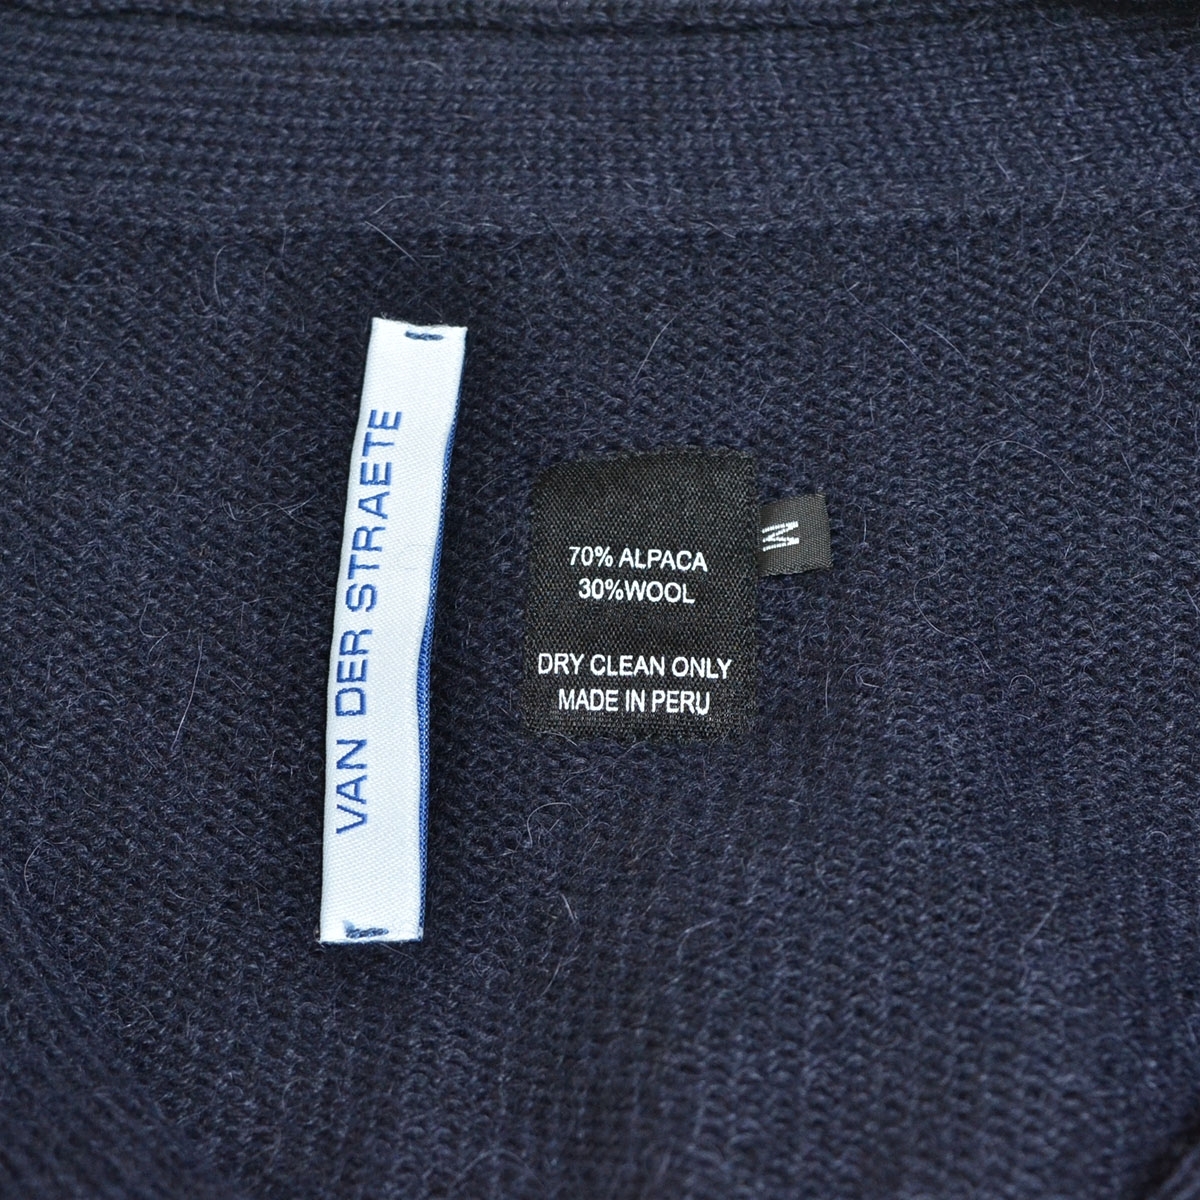 VAN DER STRAETE
70% ALPACA
30%WOOL
DRY CLEAN ONLY
MADE IN PERU
M